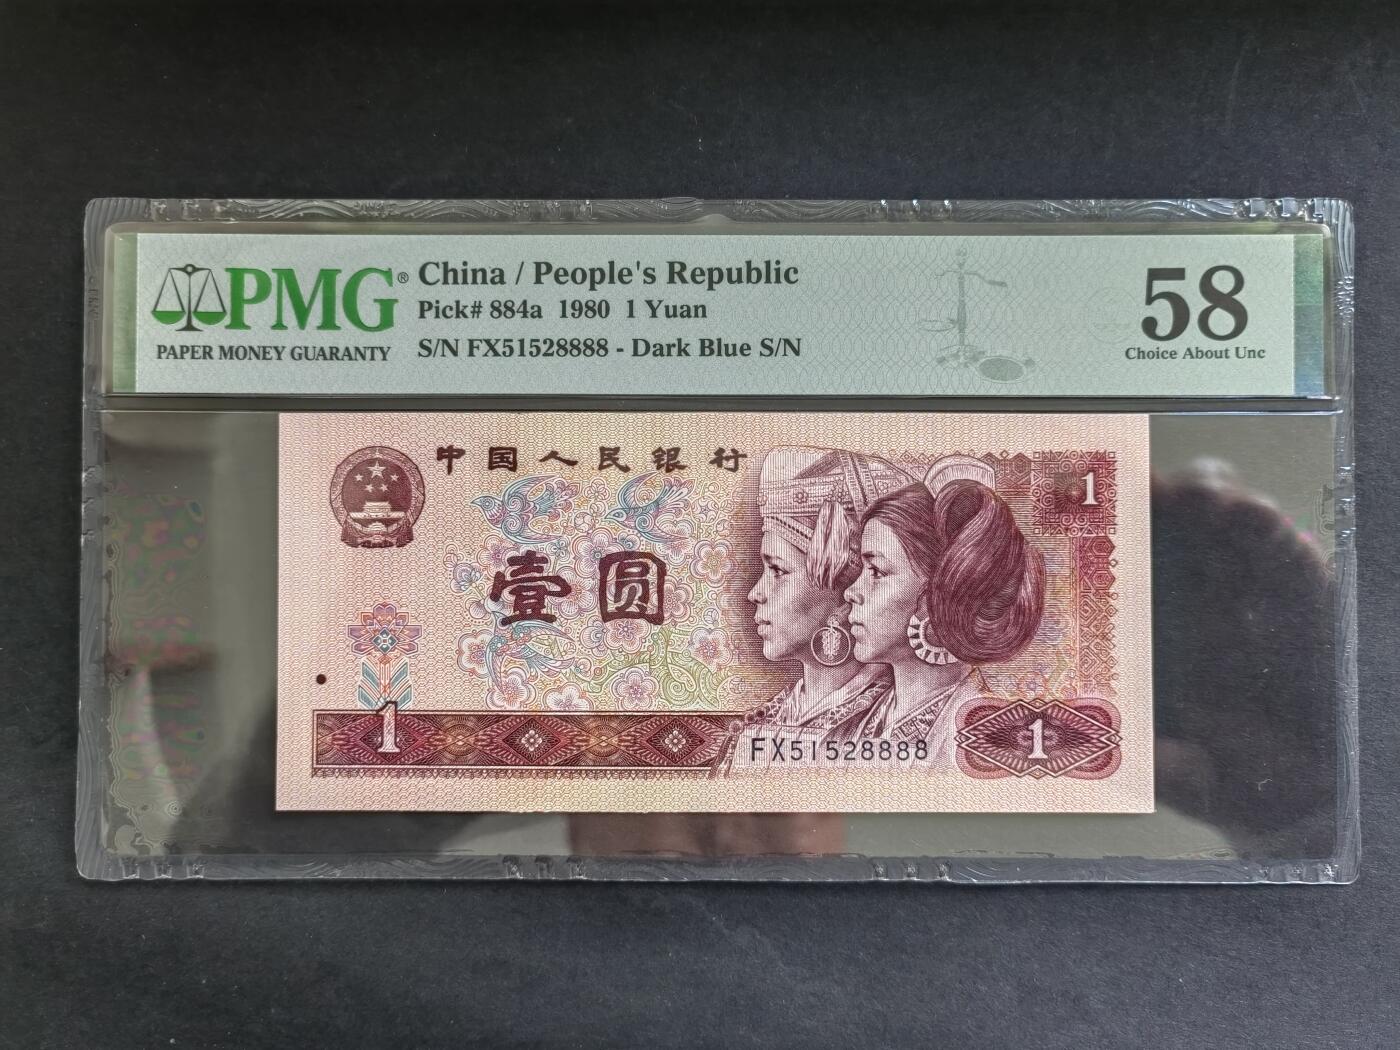 PMG®
PAPER MONEY GUARANTY
China / People's Republic
Pick# 884a 1980 1 Yuan
S/N FX51528888 - Dark Blue S/N
58
Choice About Unc
中国人民银行
1
壹圆
1
FX51528888
1